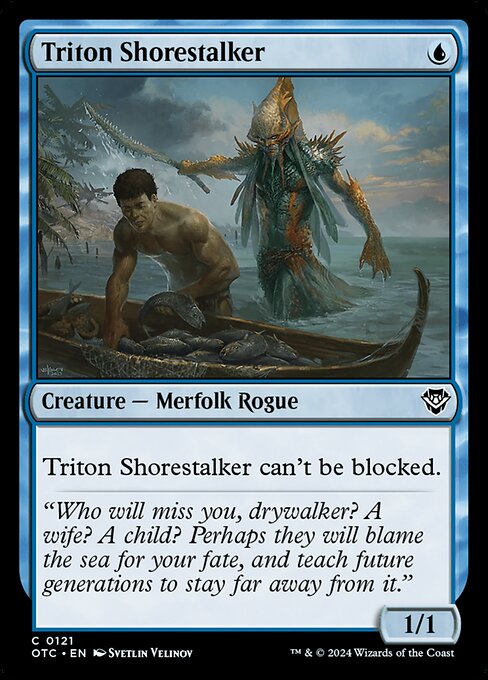 Triton Shorestalker
Creature — Merfolk Rogue
Triton Shorestalker can't be blocked.
“Who will miss you, drywalker? A
wife? A child? Perhaps they will blame
the sea for your fate, and teach future
generations to stay far away from it.”
1/1
C 0121
OTC • EN Svetlin Velinov
™ & © 2024 Wizards of the Coast